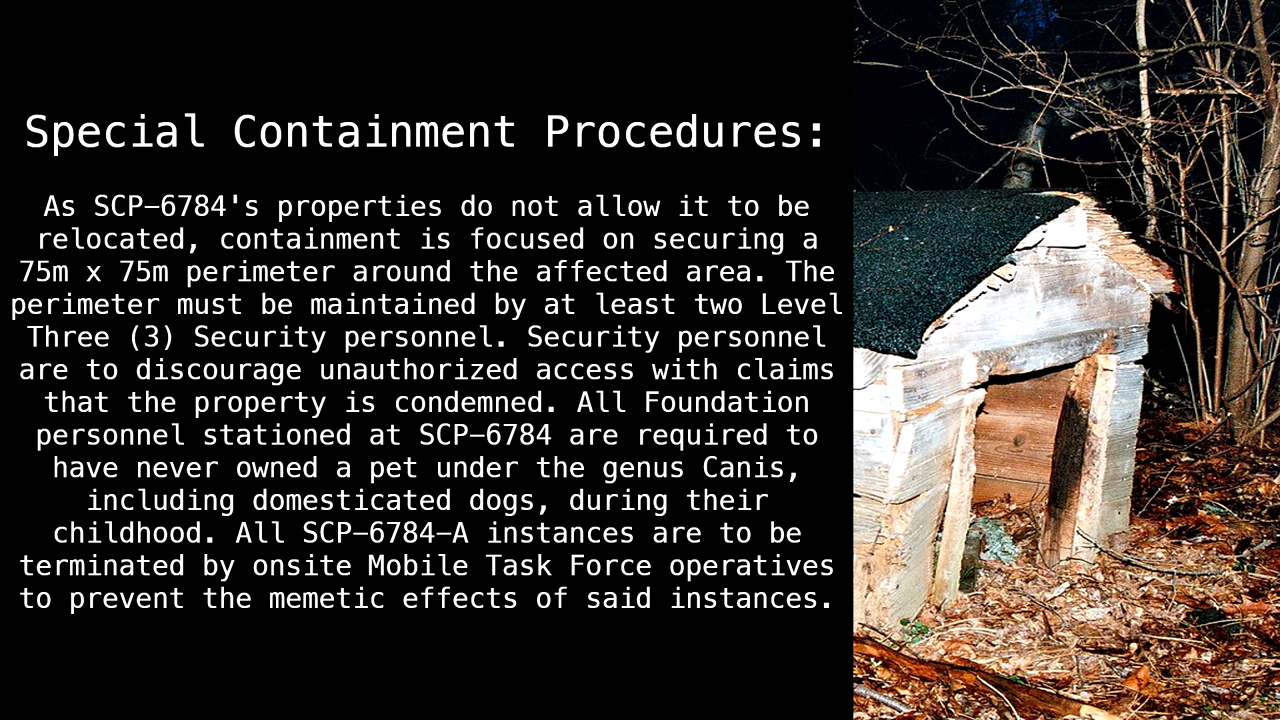 Special Containment Procedures:
As SCP−6784's properties do not allow it to be
relocated, containment is focused on securing a
75m x 75m perimeter around the affected area. The
perimeter must be maintained by at least two Level
Three (3) Security personnel. Security personnel
are to discourage unauthorized access with claims
that the property is condemned. All Foundation
personnel stationed at SCP−6784 are required to
have never owned a pet under the genus Canis,
including domesticated dogs, during their
childhood. All SCP−6784−A instances are to be
terminated by onsite Mobile Task Force operatives
to prevent the memetic effects of said instances.